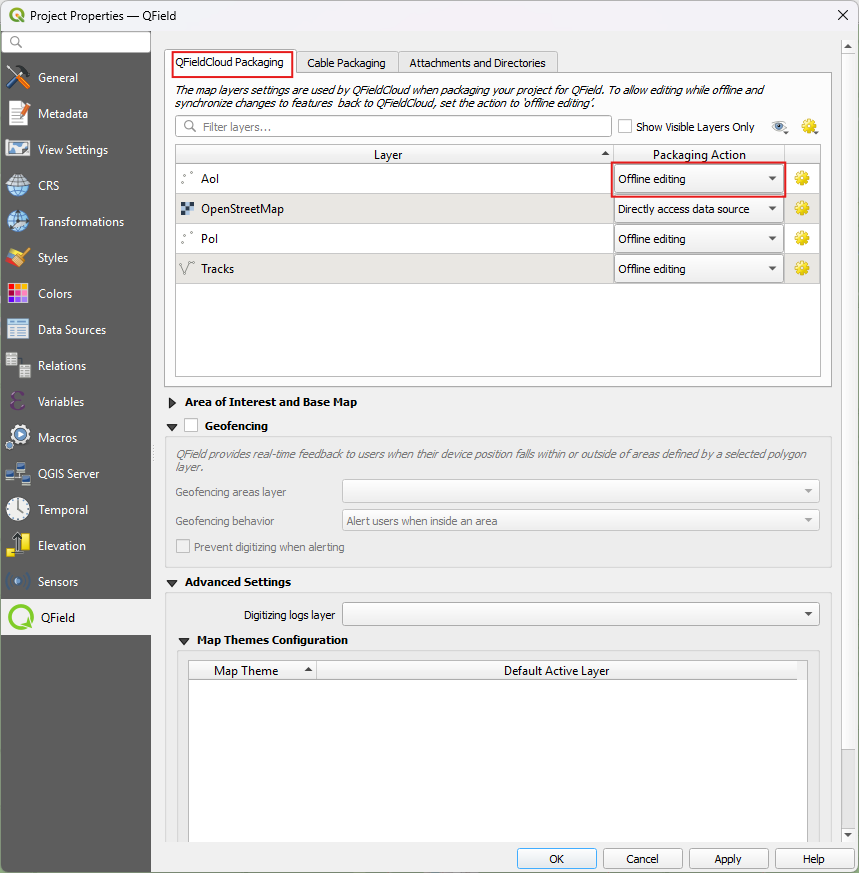 Project Properties — QField
General
Metadata
View Settings
CRS
Transformations
Styles
Colors
Data Sources
Relations
Variables
Macros
QGIS Server
Temporal
Elevation
Sensors
QField
QFieldCloud Packaging
Cable Packaging
Attachments and Directories
The map layers settings are used by QFieldCloud when packaging your project for QField. To allow editing while offline and
synchronize changes to features back to QFieldCloud, set the action to 'offline editing'.
Filter layers...
Show Visible Layers Only
Layer
Packaging Action
AoI
Offline editing
OpenStreetMap
Directly access data source
PoI
Offline editing
Tracks
Offline editing
Area of Interest and Base Map
Geofencing
QField provides real-time feedback to users when their device position falls within or outside of areas defined by a selected polygon
layer.
Geofencing areas layer
Geofencing behavior
Alert users when inside an area
Prevent digitizing when alerting
Advanced Settings
Digitizing logs layer
Map Themes Configuration
Map Theme
Default Active Layer
OK
Cancel
Apply
Help